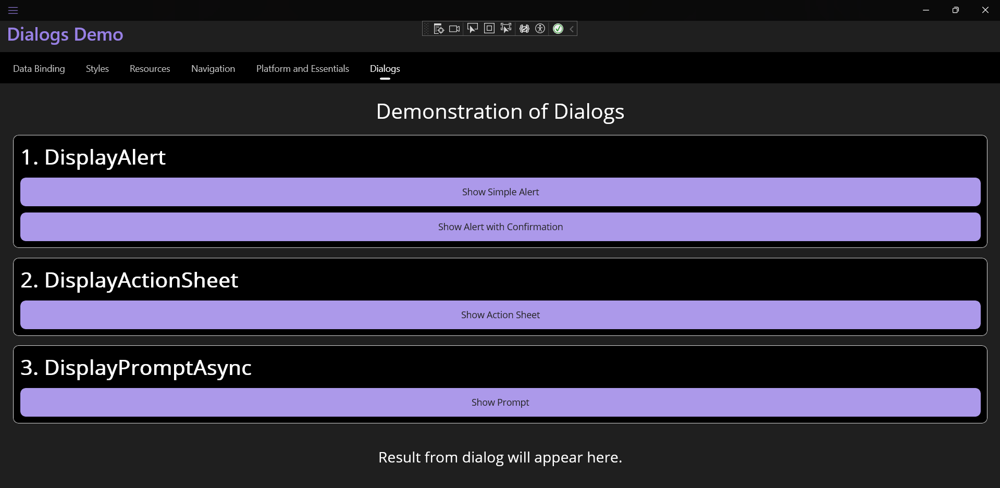 Dialogs Demo
Data Binding Styles Resources Navigation Platform and Essentials Dialogs
Demonstration of Dialogs
1. DisplayAlert
Show Simple Alert
Show Alert with Confirmation
2. DisplayActionSheet
Show Action Sheet
3. DisplayPromptAsync
Show Prompt
Result from dialog will appear here.